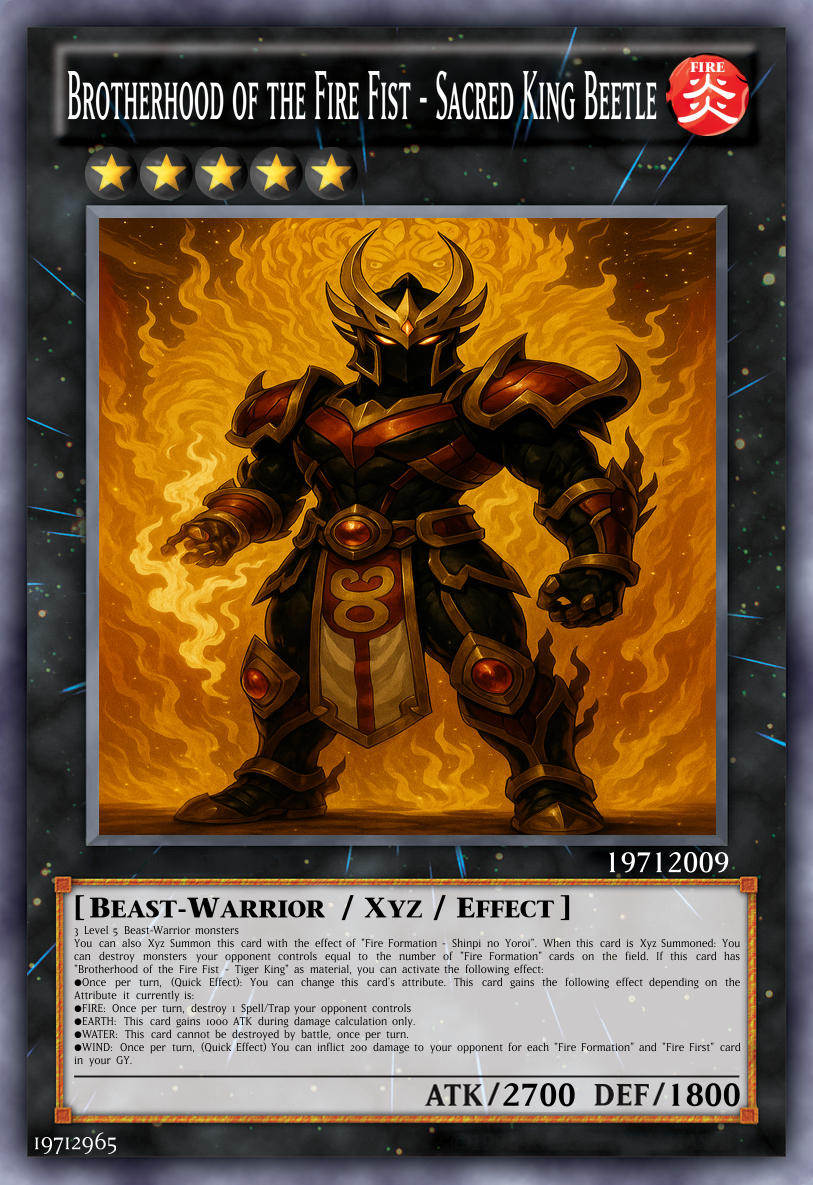 Brotherhood of the Fire Fist - Sacred King Beetle
FIRE
炎
19712009
[ Beast-Warrior / Xyz / Effect ]
3 Level 5 Beast-Warrior monsters
You can also Xyz Summon this card with the effect of "Fire Formation - Shinpi no Yoroi". When this card is Xyz Summoned: You
can destroy monsters your opponent controls equal to the number of "Fire Formation" cards on the field. If this card has
"Brotherhood of the Fire Fist - Tiger King" as material, you can activate the following effect:
●Once per turn, (Quick Effect): You can change this card's attribute. This card gains the following effect depending on the
Attribute it currently is:
●FIRE: Once per turn, destroy 1 Spell/Trap your opponent controls
●EARTH: This card gains 1000 ATK during damage calculation only.
●WATER: This card cannot be destroyed by battle, once per turn.
●WIND: Once per turn, (Quick Effect) You can inflict 200 damage to your opponent for each "Fire Formation" and "Fire First" card
in your GY.
ATK/2700 DEF/1800
19712965